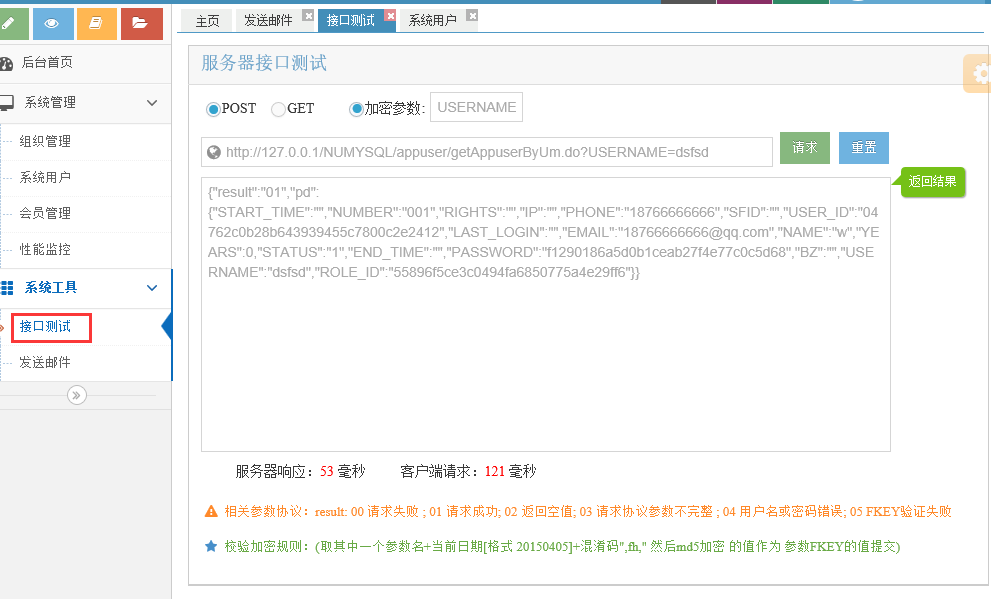 主页
发送邮件
接口测试
系统用户
后台首页
系统管理
组织管理
系统用户
会员管理
性能监控
系统工具
接口测试
发送邮件
服务器接口测试
POST GET 加密参数: USERNAME
http://127.0.0.1/NUMYSQL/appuser/getAppuserByUm.do?USERNAME=dsfsd 请求 重置
返回结果
{"result":"01","pd":
{"START_TIME":"","NUMBER":"001","RIGHTS":"","IP":"","PHONE":"18766666666","SFID":"","USER_ID":"04
762c0b28b643939455c7800c2e2412","LAST_LOGIN":"","EMAIL":"18766666666@qq.com","NAME":"w","YE
ARS":0,"STATUS":"1","END_TIME":"","PASSWORD":"f1290186a5d0b1ceab27f4e77c0c5d68","BZ":"","USE
RNAME":"dsfsd","ROLE_ID":"55896f5ce3c0494fa6850775a4e29ff6"}}
服务器响应：53 毫秒 客户端请求：121 毫秒
相关参数协议：result: 00 请求失败 ; 01 请求成功; 02 返回空值; 03 请求协议参数不完整 ; 04 用户名或密码错误; 05 FKEY验证失败
校验加密规则：(取其中一个参数名+当前日期[格式 20150405]+混淆码",fh," 然后md5加密 的值作为 参数FKEY的值提交)